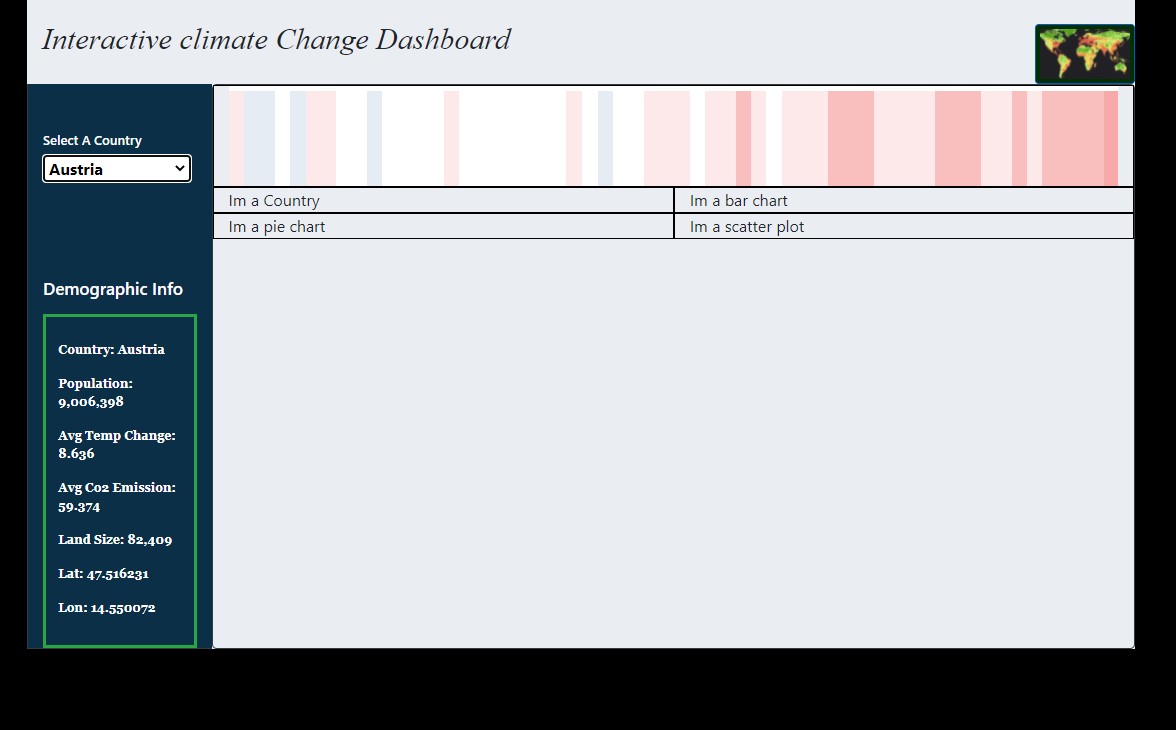 Interactive climate Change Dashboard
Select A Country
Austria
Im a Country
Im a bar chart
Im a pie chart
Im a scatter plot
Demographic Info
Country: Austria
Population:
9,006,398
Avg Temp Change:
8.636
Avg Co2 Emission:
59.374
Land Size: 82,409
Lat: 47.516231
Lon: 14.550072